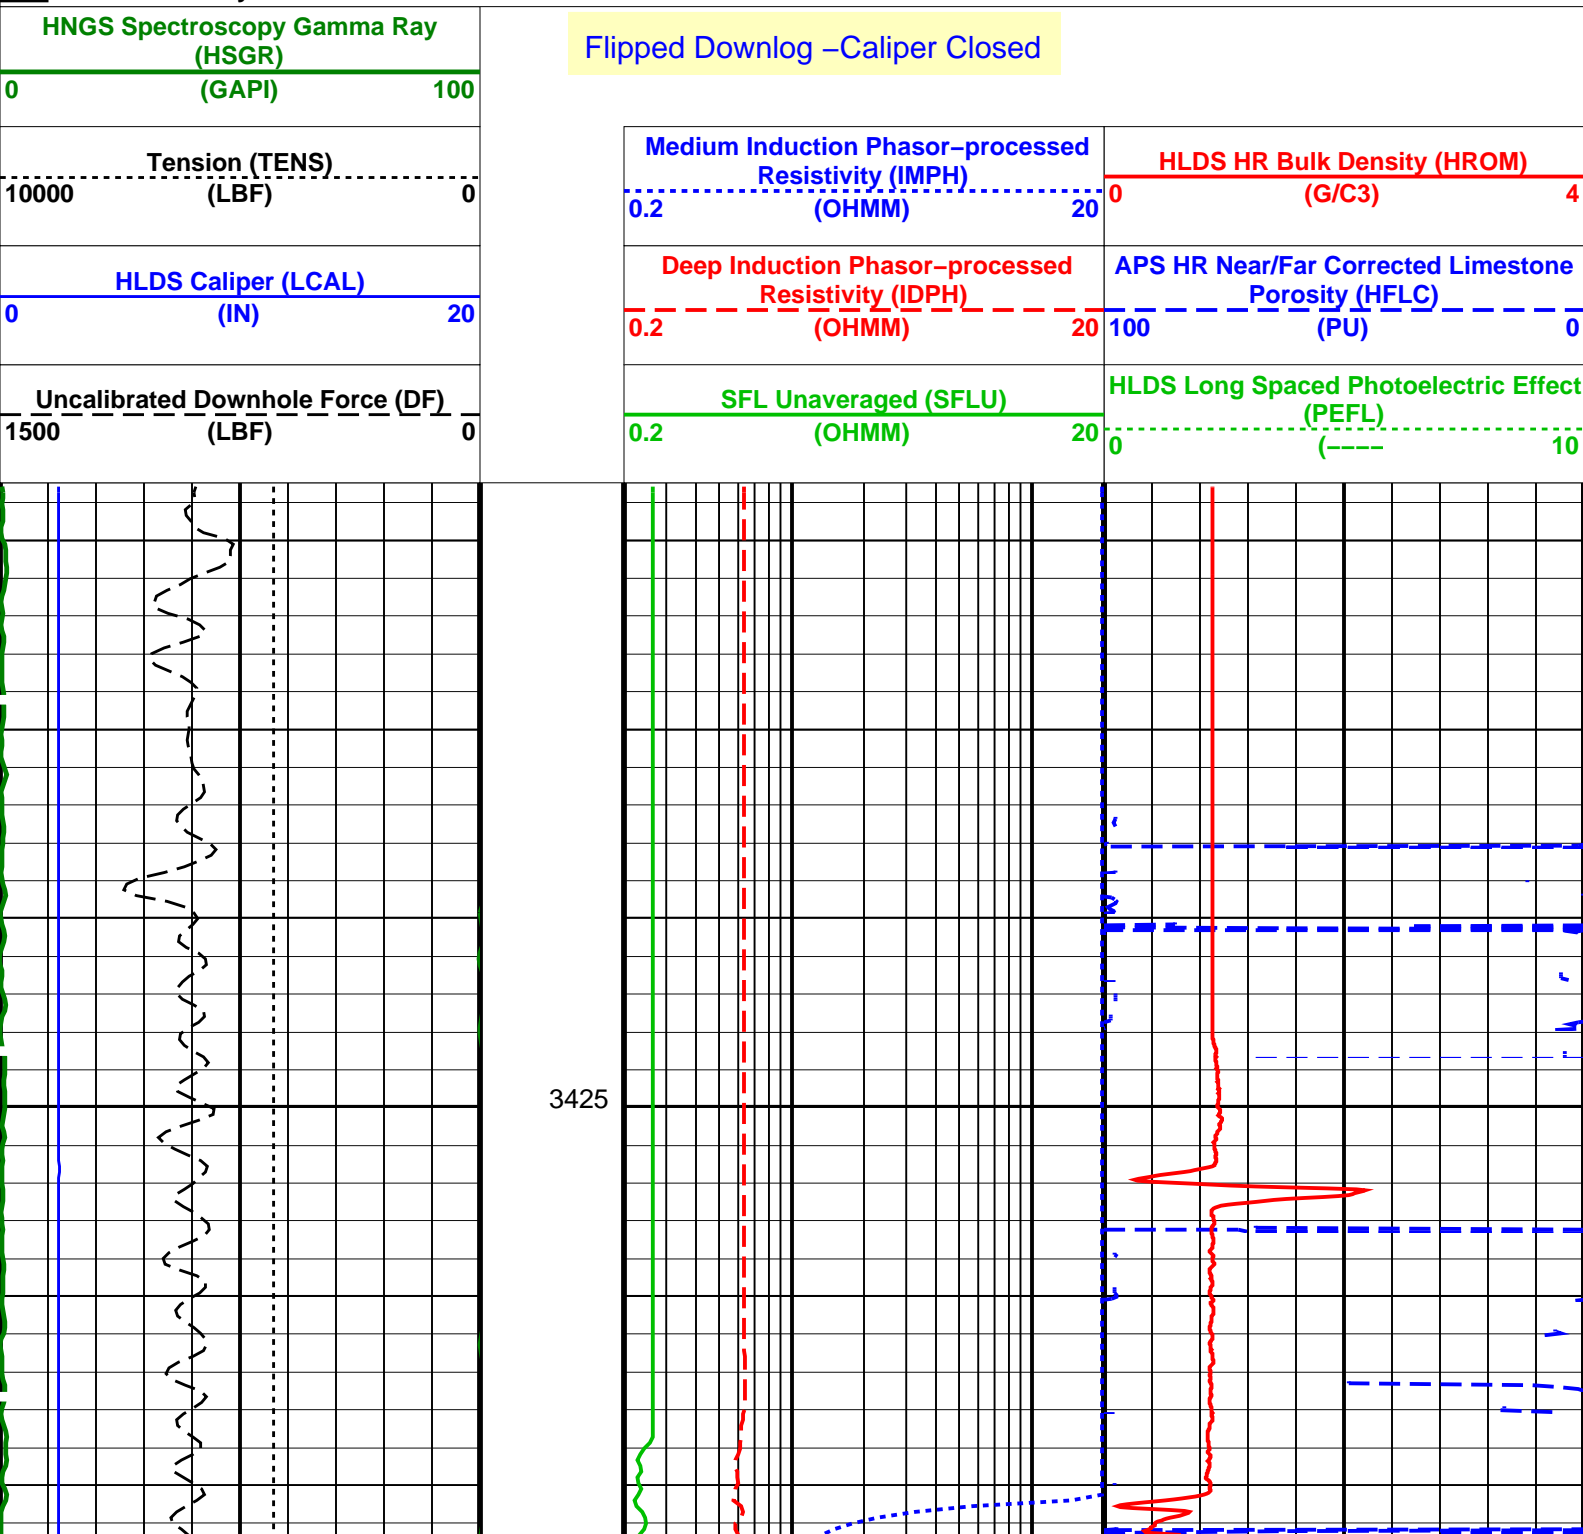 HNGS Spectroscopy Gamma Ray
(HSGR)
0 (GAPI) 100
Flipped Downlog –Caliper Closed
Tension (TENS)
10000 (LBF) 0
HLDS Caliper (LCAL)
0 (IN) 20
Uncalibrated Downhole Force (DF)
1500 (LBF) 0
Medium Induction Phasor–processed
Resistivity (IMPH)
0.2 (OHMM) 20
Deep Induction Phasor–processed
Resistivity (IDPH)
0.2 (OHMM) 20
SFL Unaveraged (SFLU)
0.2 (OHMM) 20
HLDS HR Bulk Density (HROM)
0 (G/C3) 4
APS HR Near/Far Corrected Limestone
Porosity (HFLC)
100 (PU) 0
HLDS Long Spaced Photoelectric Effect
(PEFL)
0 (–––– 10
3425